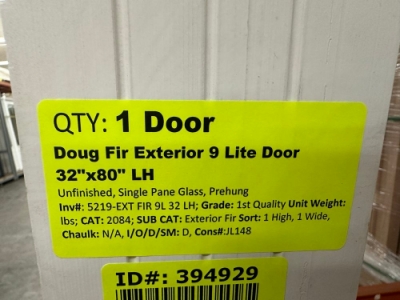 QTY: 1 Door
Doug Fir Exterior 9 Lite Door
32"x80" LH
Unfinished, Single Pane Glass, Prehung
Inv#: 5219-EXT FIR 9L 32 LH; Grade: 1st Quality Unit Weight:
lbs; CAT: 2084; SUB CAT: Exterior Fir Sort: 1 High, 1 Wide,
Chaulk: N/A, I/O/D/SM: D, Cons#:JL148
ID#: 394929